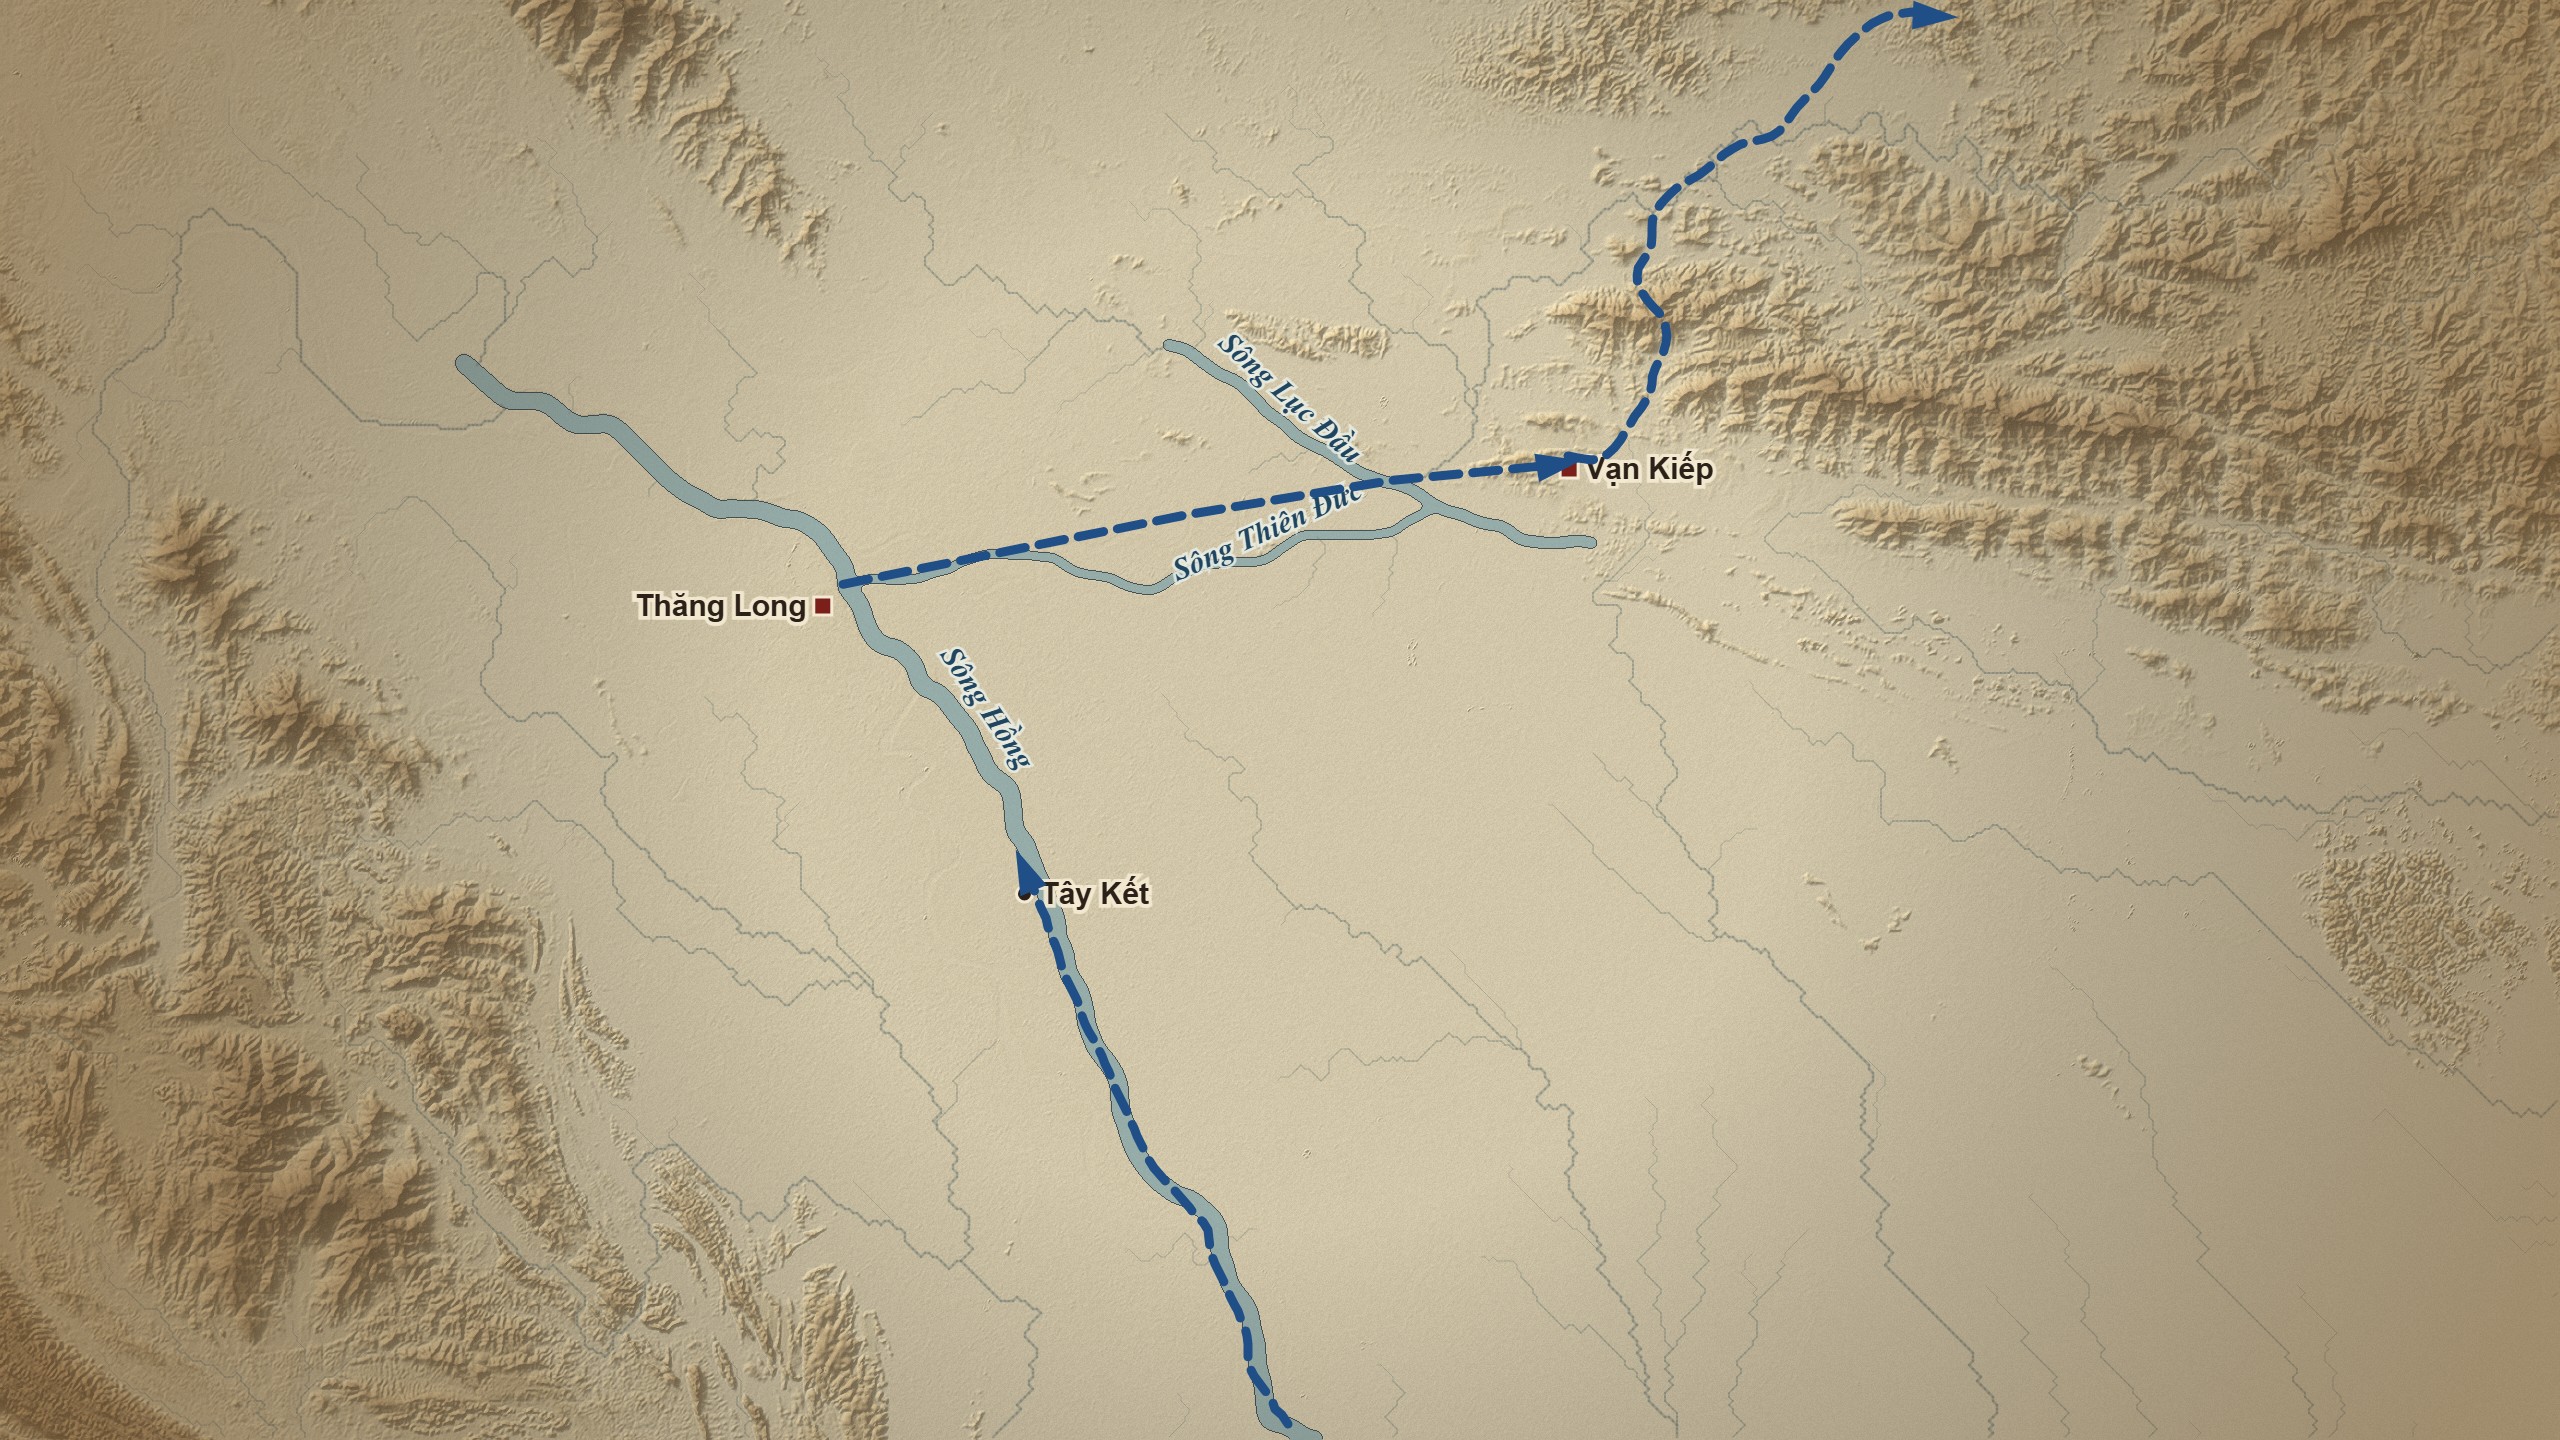 Sông Lục Đầu
Vạn Kiếp
Sông Thiên Đức
Thăng Long
Sông Hồng
Tây Kết